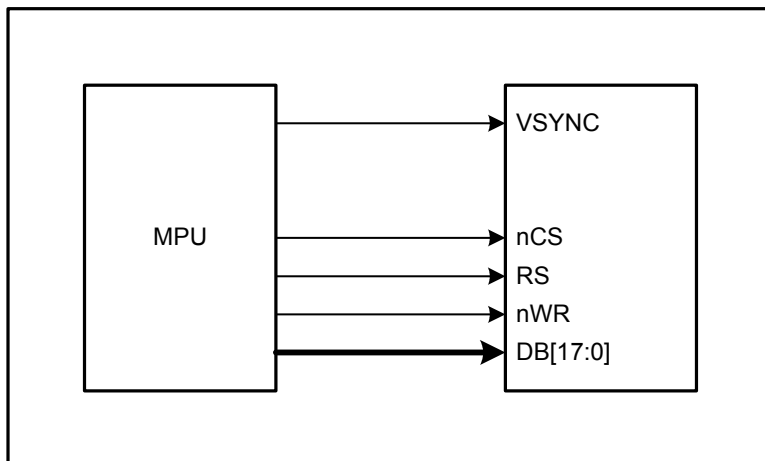 VSYNC
MPU
nCS
RS
nWR
DB[17:0]